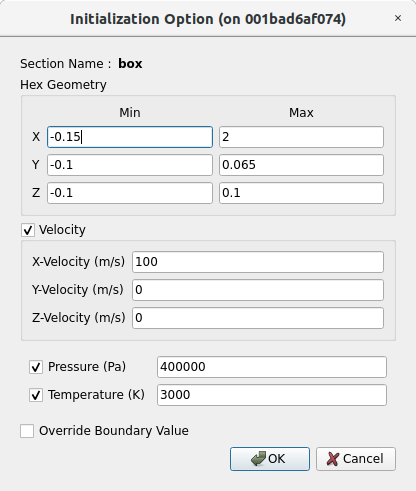 Initialization Option (on 001bad6af074) ×
Section Name : box
Hex Geometry
Min Max
X -0.15 2
Y -0.1 0.065
Z -0.1 0.1
Velocity
X-Velocity (m/s) 100
Y-Velocity (m/s) 0
Z-Velocity (m/s) 0
Pressure (Pa) 400000
Temperature (K) 3000
Override Boundary Value
OK Cancel